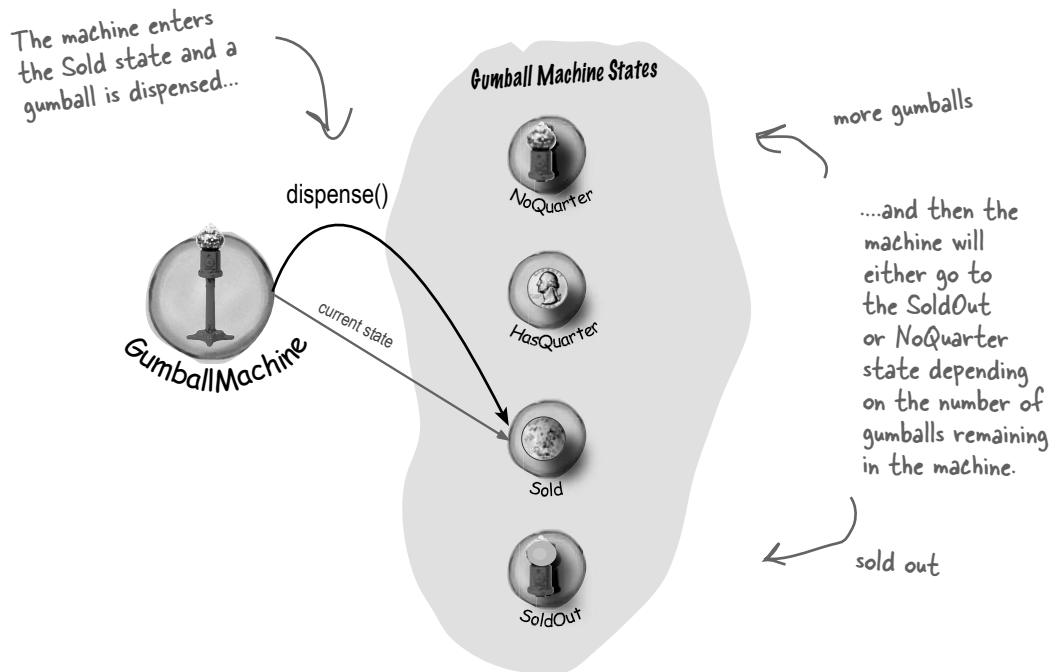 The machine enters
the Sold state and a
gumball is dispensed...
Gumball Machine States
more gumballs
NoQuarter
dispense()
....and then the
machine will
either go to
the SoldOut
or NoQuarter
state depending
on the number of
gumballs remaining
in the machine.
HasQuarter
current state
GumballMachine
Sold
sold out
SoldOut